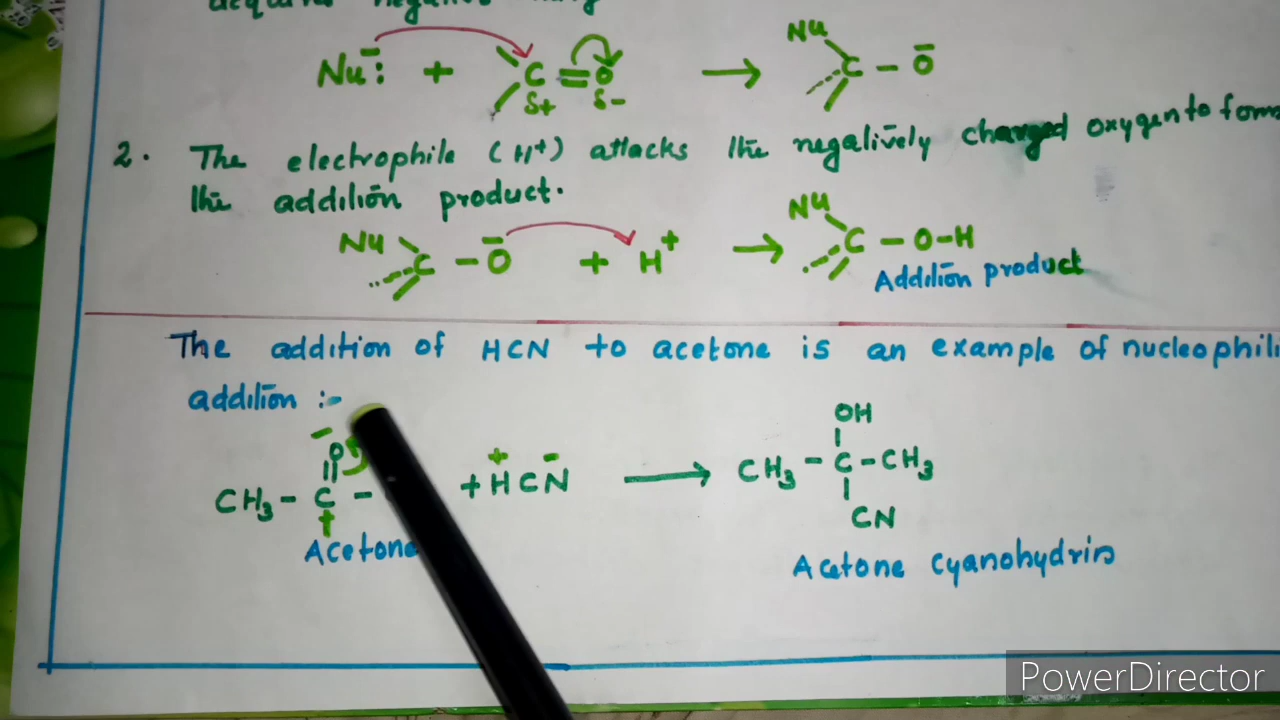 Nu:⁻ + C=O → Nu C – O⁻
δ+ δ-
2. The electrophile (H⁺) attacks the negatively charged oxygen to form
the addition product.
Nu C – O⁻ + H⁺ → Nu C – O–H
Addition product
The addition of HCN to acetone is an example of nucleophili
addition :-
OH
O⁻
CH₃ – C – + H⁺CN⁻ → CH₃ – C – CH₃
+
CN
Acetone
Acetone cyanohydrin
PowerDirector